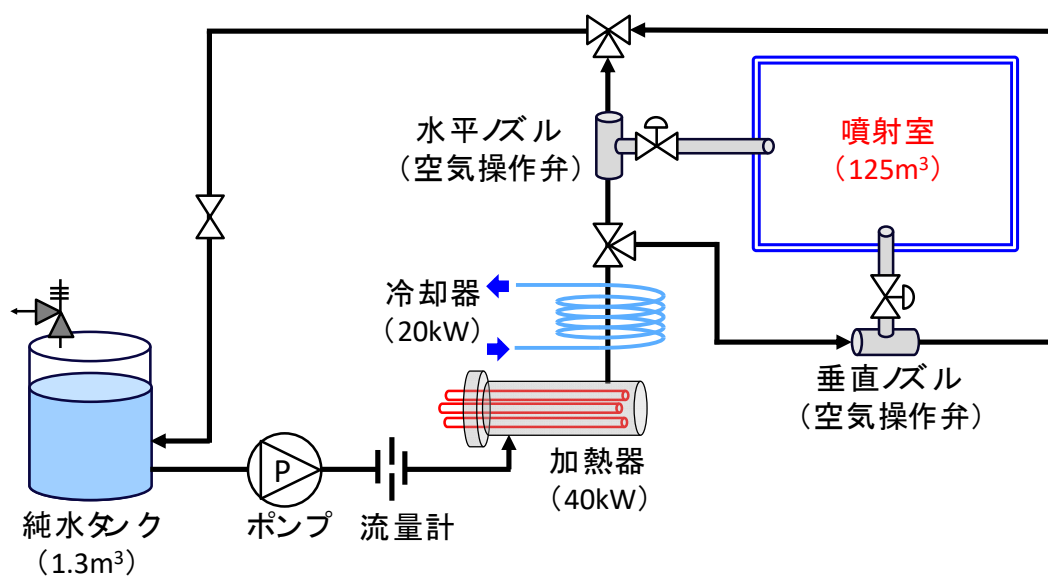 水平ノズル
(空気操作弁)
噴射室
(125m³)
冷却器
(20kW)
垂直ノズル
(空気操作弁)
P
加熱器
(40kW)
純水タンク
(1.3m³)
ポンプ
流量計